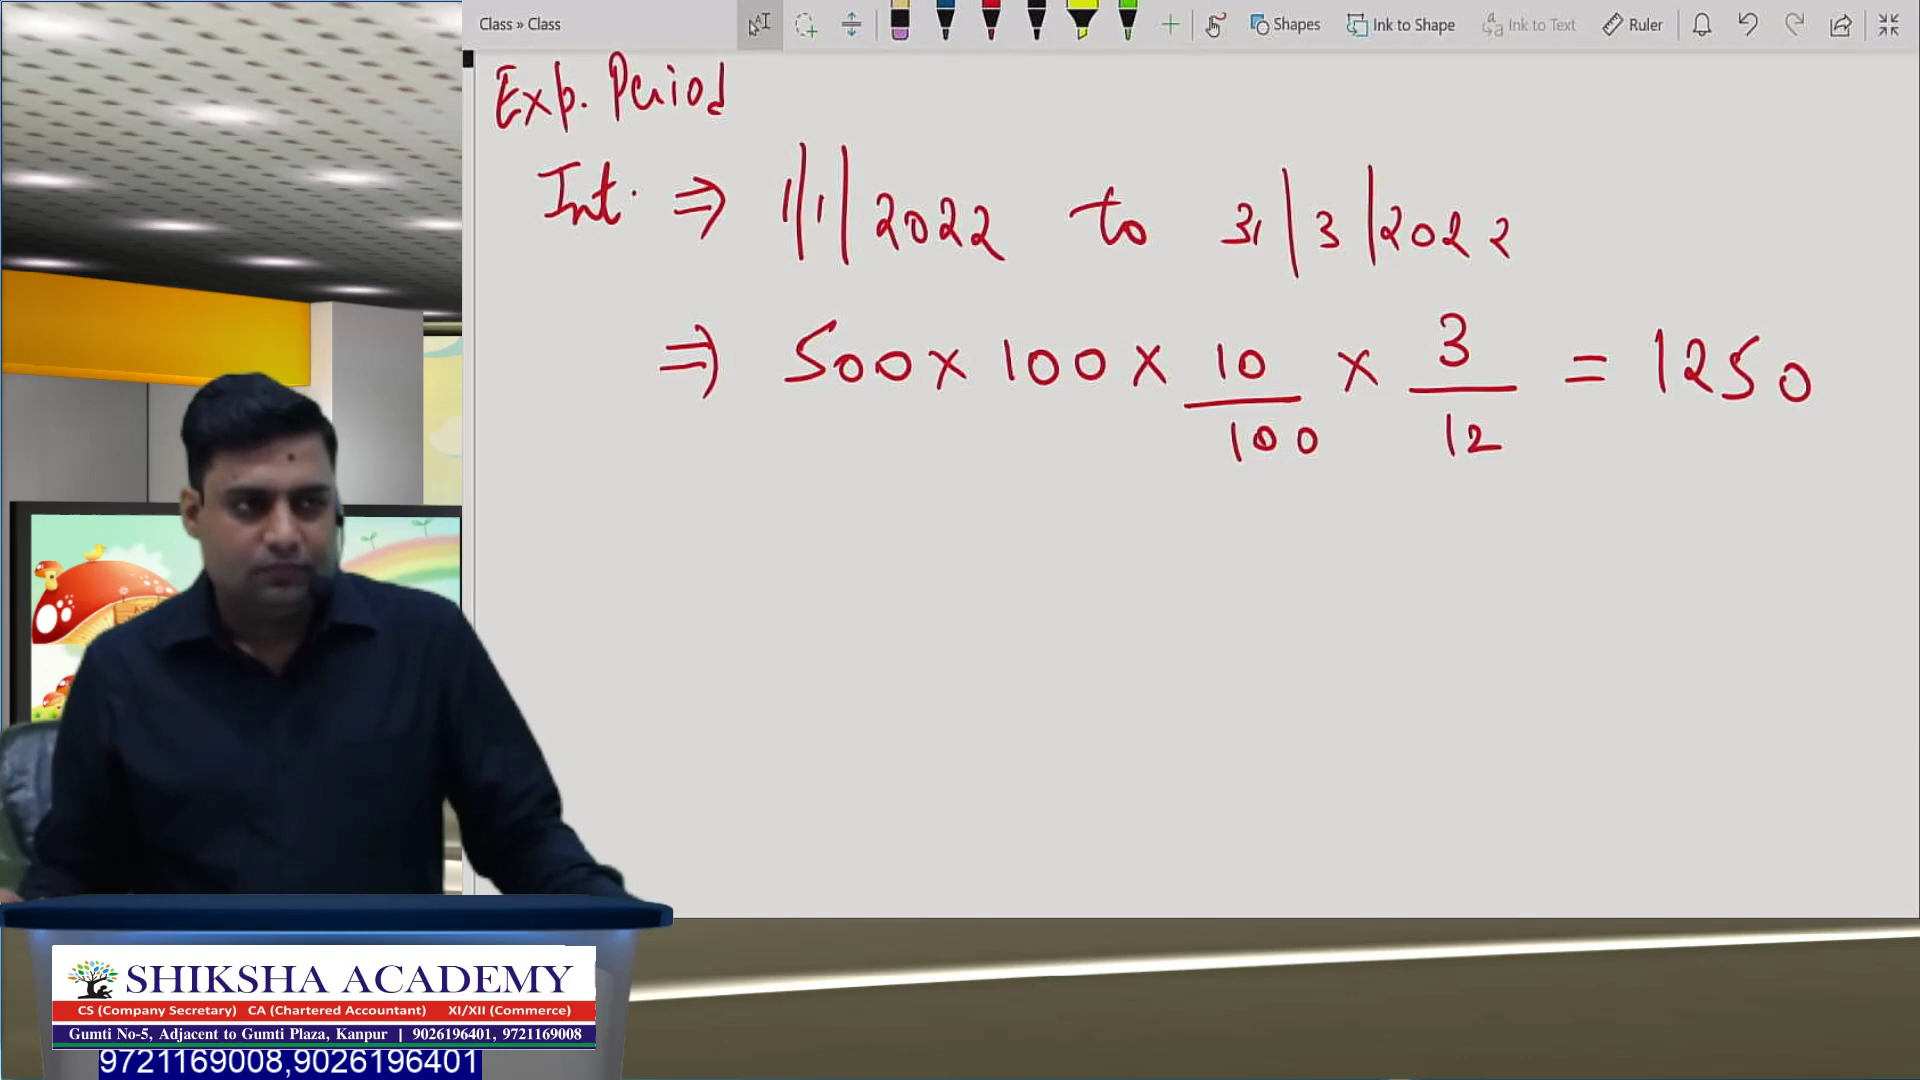 Class » Class
Shapes
Ink to Shape
Ink to Text
Ruler
Exp. Period
Int. ⇒ 1/1/2022 to 31/3/2022
⇒ 500 × 100 × 10/100 × 3/12 = 1250
SHIKSHA ACADEMY
CS (Company Secretary) CA (Chartered Accountant) XI/XII (Commerce)
Gumti No-5, Adjacent to Gumti Plaza, Kanpur | 9026196401, 9721169008
9721169008,9026196401